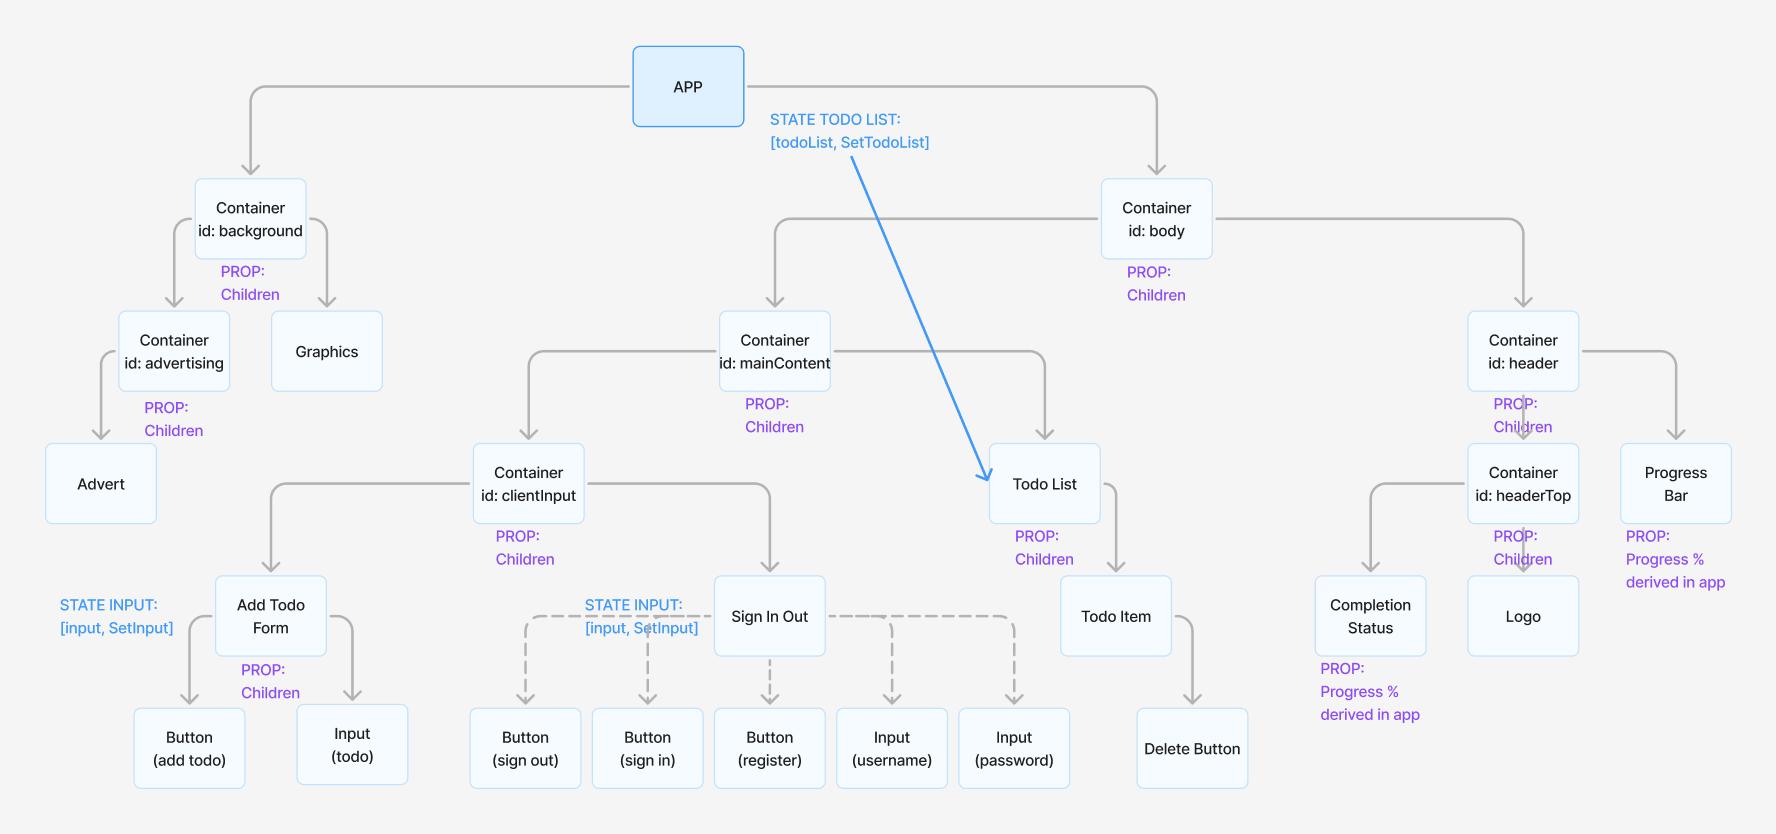 APP
STATE TODO LIST:
[todoList, SetTodoList]
Container
id: background
PROP:
Children
Container
id: body
PROP:
Children
Container
id: advertising
PROP:
Children
Graphics
Container
id: mainContent
PROP:
Children
Container
id: header
PROP:
Children
Advert
Container
id: clientInput
PROP:
Children
Todo List
PROP:
Children
Container
id: headerTop
PROP:
Children
Progress
Bar
PROP:
Progress %
derived in app
STATE INPUT:
[input, SetInput]
Add Todo
Form
PROP:
Children
STATE INPUT:
[input, SetInput]
Sign In Out
Todo Item
Completion
Status
PROP:
Progress %
derived in app
Logo
Button
(add todo)
Input
(todo)
Button
(sign out)
Button
(sign in)
Button
(register)
Input
(username)
Input
(password)
Delete Button